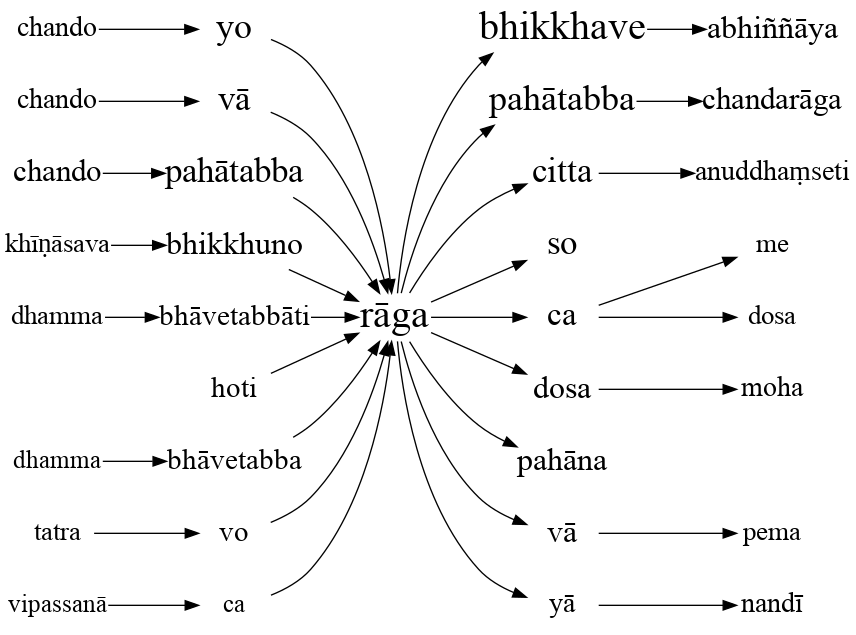 chando yo bhikkhave abhiññāya
chando vā pahātabba chandarāga
chando pahātabba citta anuddhaṃseti
khīṇāsava bhikkhuno so me
dhamma bhāvetabbāti rāga ca dosa
hoti dosa moha
dhamma bhāvetabba pahāna
tatra vo vā pema
vipassanā ca yā nandī